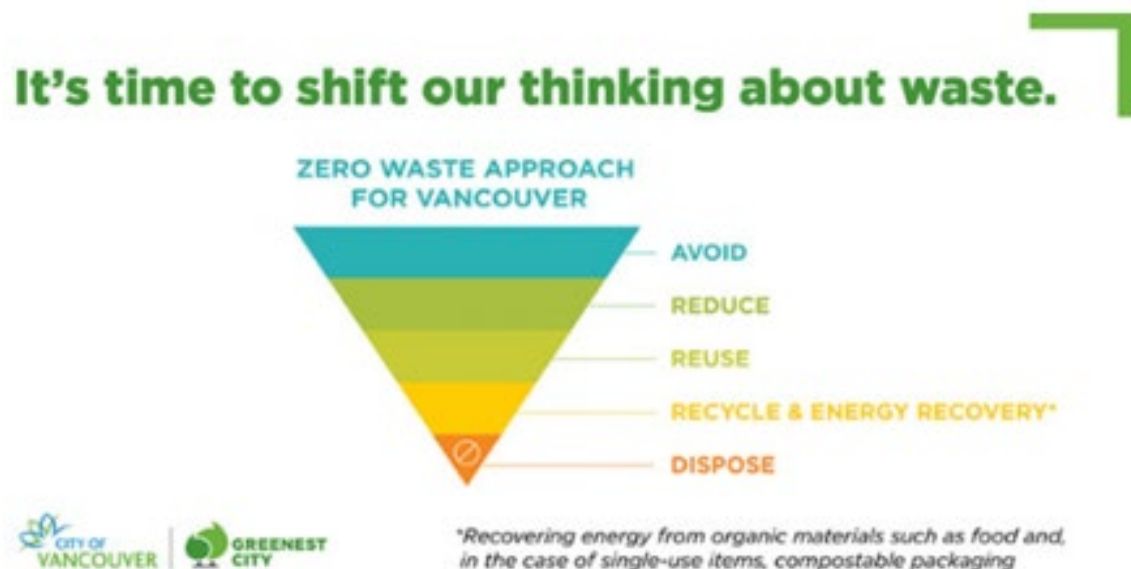 It's time to shift our thinking about waste.
ZERO WASTE APPROACH
FOR VANCOUVER
AVOID
REDUCE
REUSE
RECYCLE & ENERGY RECOVERY*
DISPOSE
CITY OF
VANCOUVER
GREENEST
CITY
*Recovering energy from organic materials such as food and,
in the case of single-use items, compostable packaging